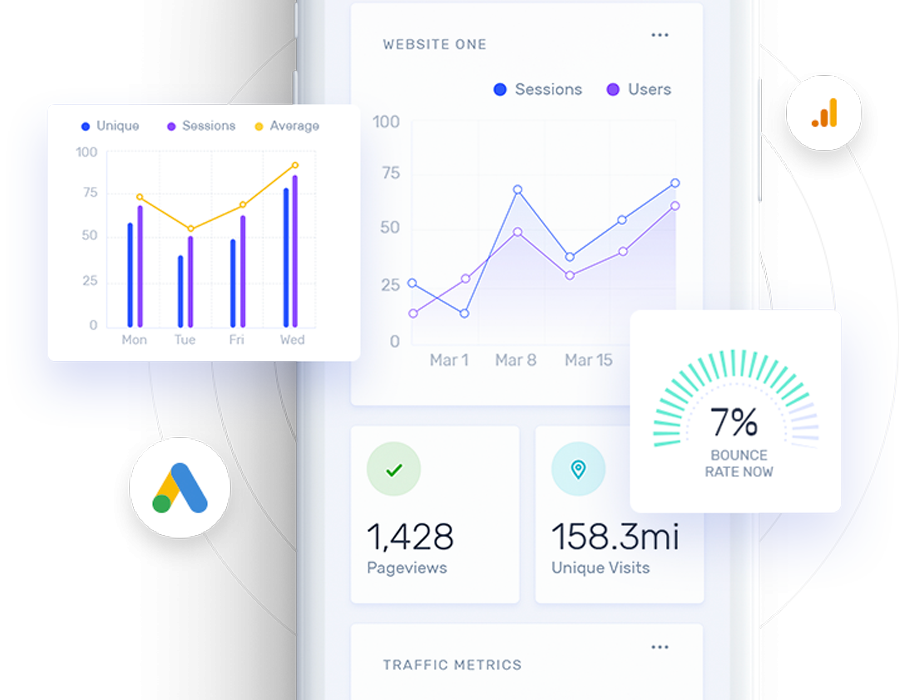 WEBSITE ONE
Sessions Users
100
75
50
25
0
Mar 1 Mar 8 Mar 15
Unique Sessions Average
100
75
50
25
0
Mon Tue Fri Wed
7%
BOUNCE
RATE NOW
1,428
Pageviews
158.3mi
Unique Visits
TRAFFIC METRICS